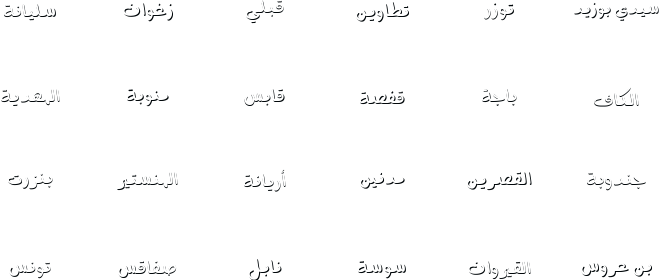 سيدي بوزيد توزر تطاوين قبلي زغوان سليانة
الكاف باجة قفصة قابس منوبة المهدية
جندوبة القصرين مدنين أريانة المنستير بنزرت
بن عروس القيروان سوسة نابل صفاقس تونس